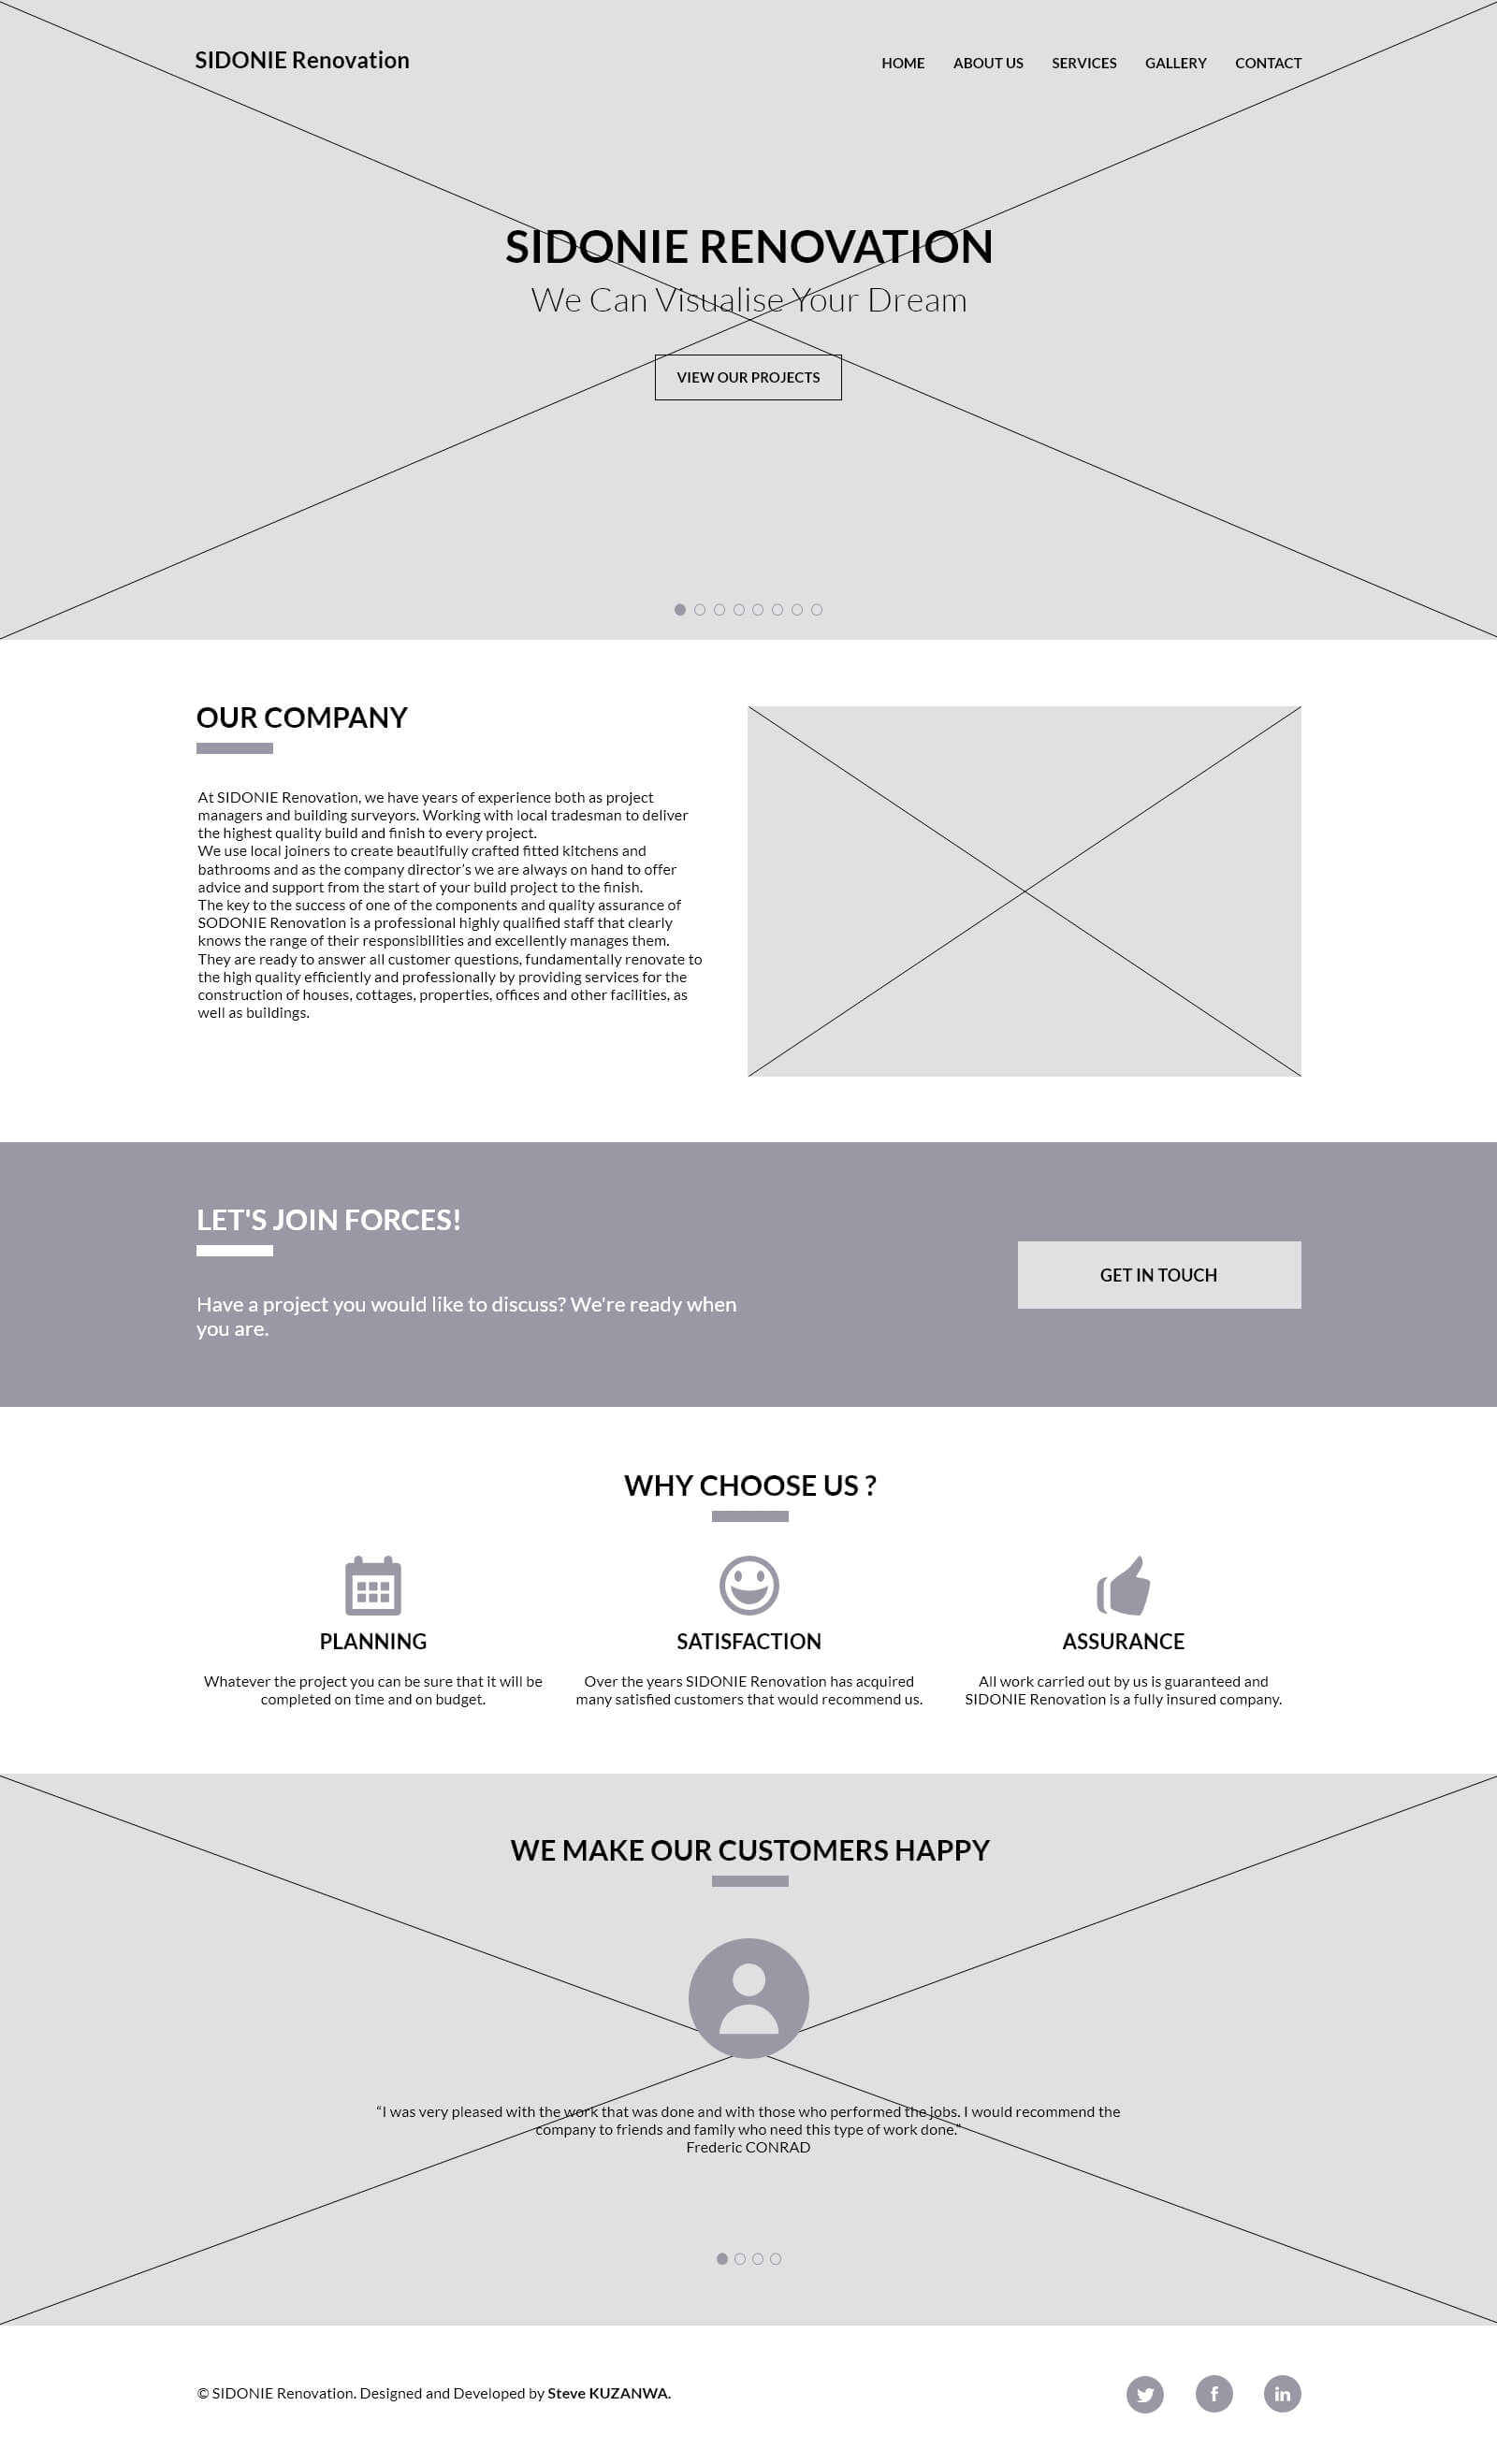 SIDONIE Renovation
HOME ABOUT US SERVICES GALLERY CONTACT
SIDONIE RENOVATION
We Can Visualise Your Dream
VIEW OUR PROJECTS
OUR COMPANY
At SIDONIE Renovation, we have years of experience both as project
managers and building surveyors. Working with local tradesman to deliver
the highest quality build and finish to every project.
We use local joiners to create beautifully crafted fitted kitchens and
bathrooms and as the company director’s we are always on hand to offer
advice and support from the start of your build project to the finish.
The key to the success of one of the components and quality assurance of
SODONIE Renovation is a professional highly qualified staff that clearly
knows the range of their responsibilities and excellently manages them.
They are ready to answer all customer questions, fundamentally renovate to
the high quality efficiently and professionally by providing services for the
construction of houses, cottages, properties, offices and other facilities, as
well as buildings.
LET'S JOIN FORCES!
Have a project you would like to discuss? We're ready when
you are.
GET IN TOUCH
WHY CHOOSE US ?
PLANNING
Whatever the project you can be sure that it will be
completed on time and on budget.
SATISFACTION
Over the years SIDONIE Renovation has acquired
many satisfied customers that would recommend us.
ASSURANCE
All work carried out by us is guaranteed and
SIDONIE Renovation is a fully insured company.
WE MAKE OUR CUSTOMERS HAPPY
“I was very pleased with the work that was done and with those who performed the jobs. I would recommend the
company to friends and family who need this type of work done.”
Frederic CONRAD
© SIDONIE Renovation. Designed and Developed by Steve KUZANWA.